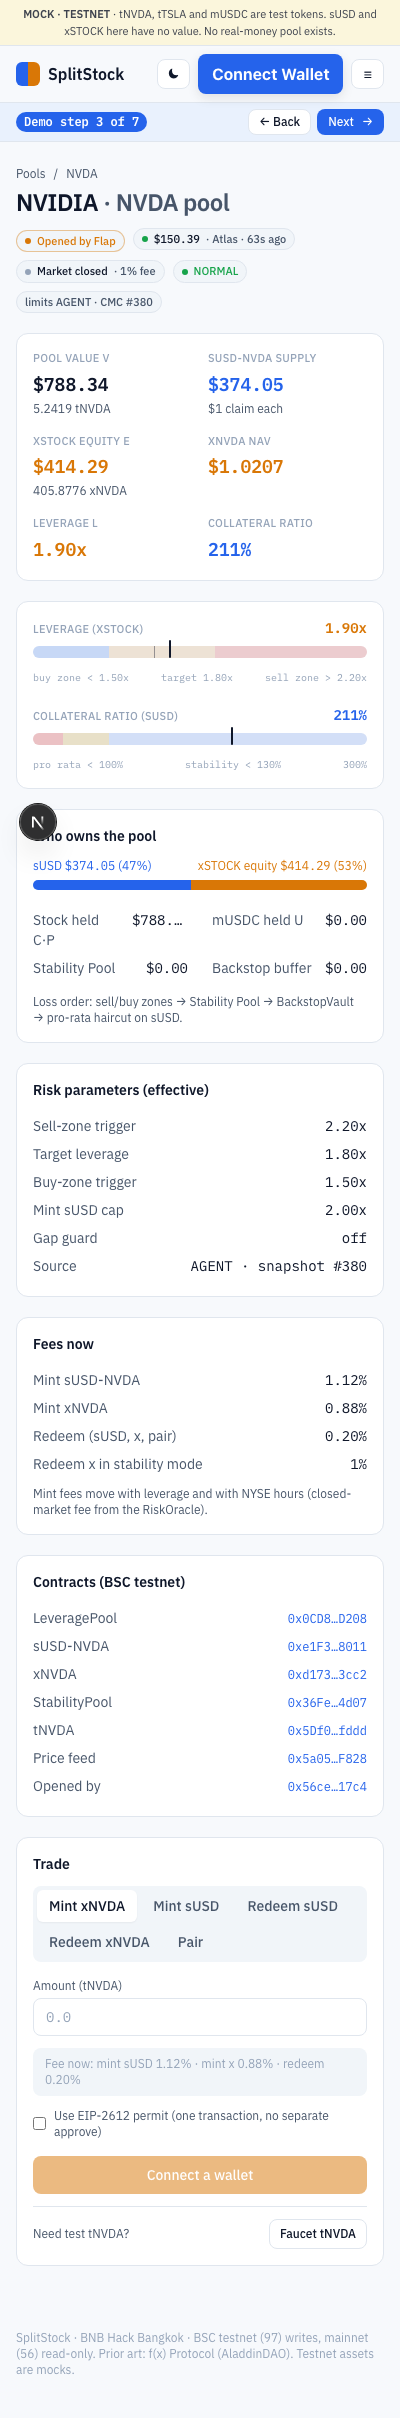 MOCK · TESTNET · tNVDA, tTSLA and mUSDC are test tokens. sUSD and
xSTOCK here have no value. No real-money pool exists.
SplitStock
Connect Wallet
≡
Demo step 3 of 7
← Back
Next →
Pools / NVDA
NVIDIA · NVDA pool
Opened by Flap
$150.39 · Atlas · 63s ago
Market closed · 1% fee
NORMAL
limits AGENT · CMC #380
POOL VALUE V
SUSD-NVDA SUPPLY
$788.34
$374.05
5.2419 tNVDA
$1 claim each
XSTOCK EQUITY E
XNVDA NAV
$414.29
$1.0207
405.8776 xNVDA
LEVERAGE L
COLLATERAL RATIO
1.90x
211%
LEVERAGE (XSTOCK)
1.90x
buy zone < 1.50x
target 1.80x
sell zone > 2.20x
COLLATERAL RATIO (SUSD)
211%
pro rata < 100%
stability < 130%
300%
N
owns the pool
sUSD $374.05 (47%)
xSTOCK equity $414.29 (53%)
Stock held C·P
$788.…
mUSDC held U
$0.00
Stability Pool
$0.00
Backstop buffer
$0.00
Loss order: sell/buy zones → Stability Pool → BackstopVault
→ pro-rata haircut on sUSD.
Risk parameters (effective)
Sell-zone trigger
2.20x
Target leverage
1.80x
Buy-zone trigger
1.50x
Mint sUSD cap
2.00x
Gap guard
off
Source
AGENT · snapshot #380
Fees now
Mint sUSD-NVDA
1.12%
Mint xNVDA
0.88%
Redeem (sUSD, x, pair)
0.20%
Redeem x in stability mode
1%
Mint fees move with leverage and with NYSE hours (closed-
market fee from the RiskOracle).
Contracts (BSC testnet)
LeveragePool
0x0CD8…D208
sUSD-NVDA
0xe1F3…8011
xNVDA
0xd173…3cc2
StabilityPool
0x36Fe…4d07
tNVDA
0x5Df0…fddd
Price feed
0x5a05…F828
Opened by
0x56ce…17c4
Trade
Mint xNVDA
Mint sUSD
Redeem sUSD
Redeem xNVDA
Pair
Amount (tNVDA)
0.0
Fee now: mint sUSD 1.12% · mint x 0.88% · redeem
0.20%
Use EIP-2612 permit (one transaction, no separate
approve)
Connect a wallet
Need test tNVDA?
Faucet tNVDA
SplitStock · BNB Hack Bangkok · BSC testnet (97) writes, mainnet
(56) read-only. Prior art: f(x) Protocol (AladdinDAO). Testnet assets
are mocks.